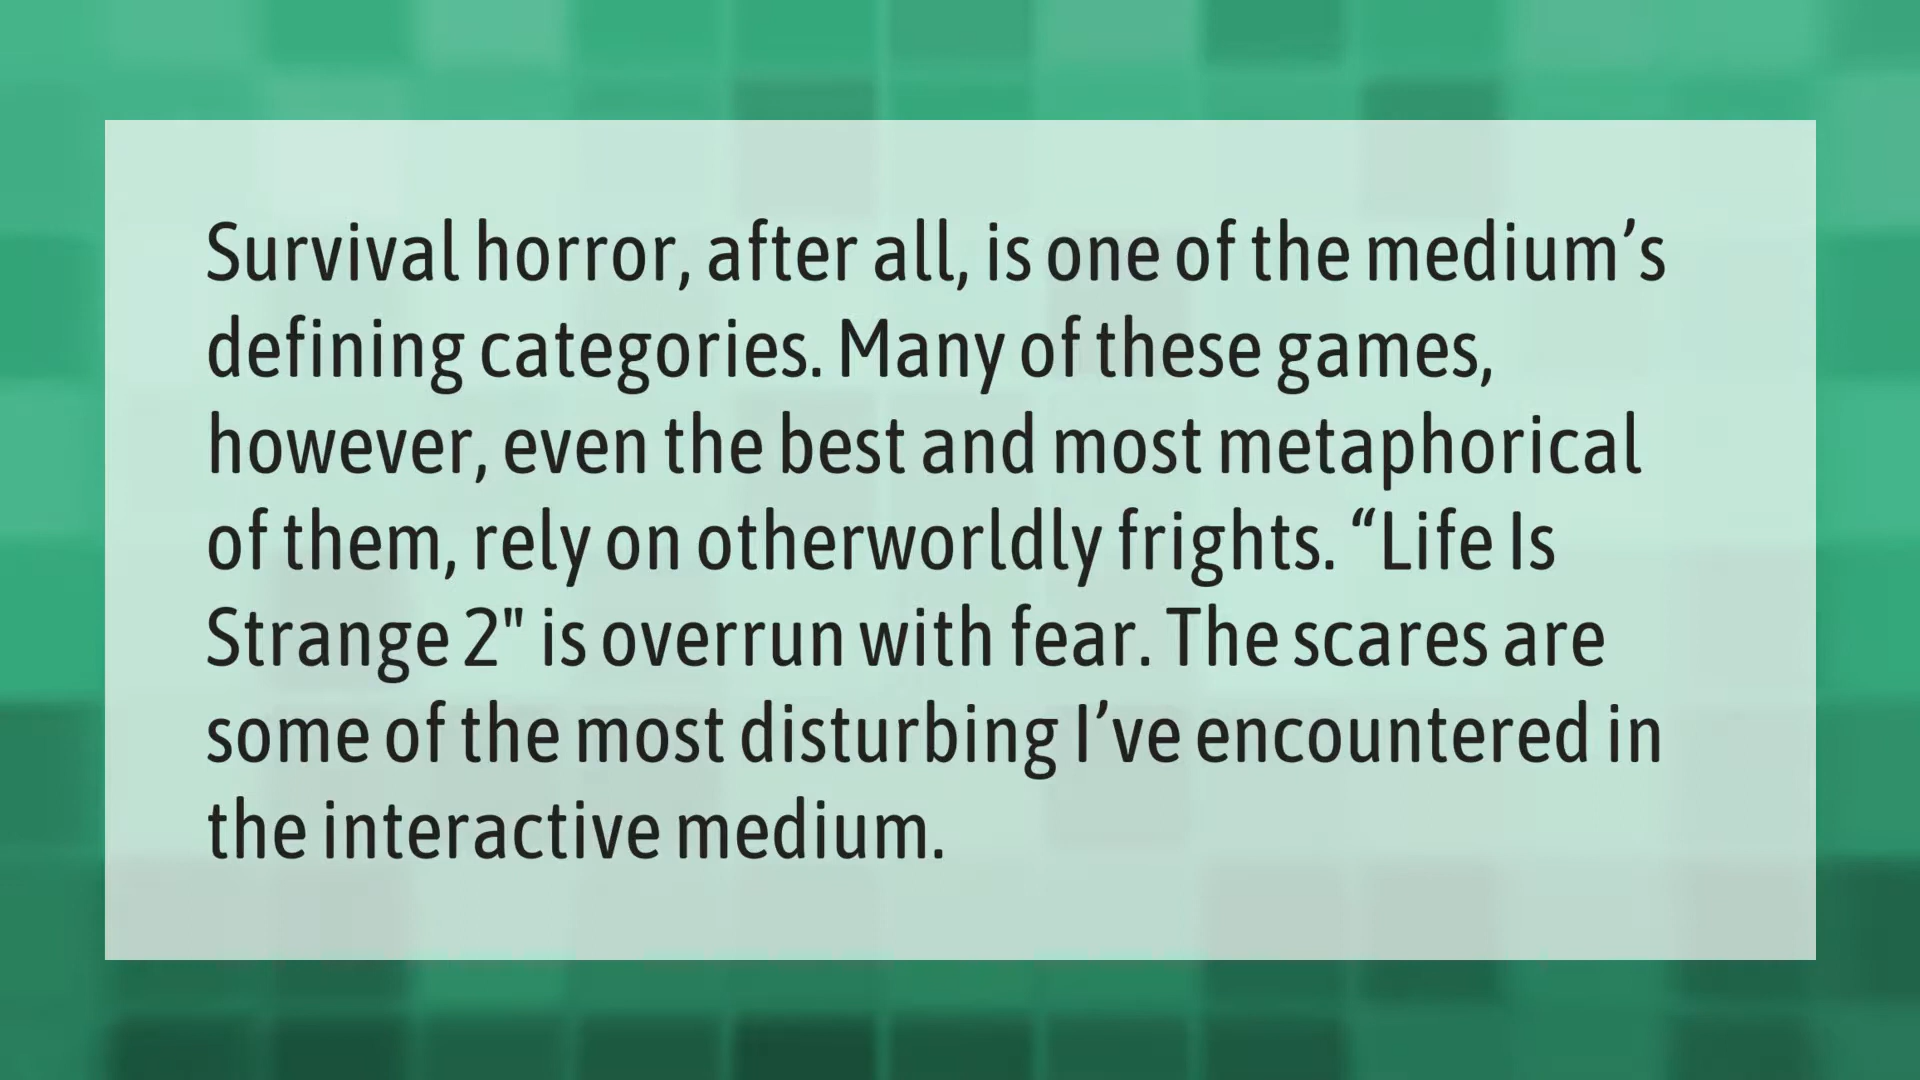 Survival horror, after all, is one of the medium’s
defining categories. Many of these games,
however, even the best and most metaphorical
of them, rely on otherworldly frights. “Life Is
Strange 2" is overrun with fear. The scares are
some of the most disturbing I’ve encountered in
the interactive medium.